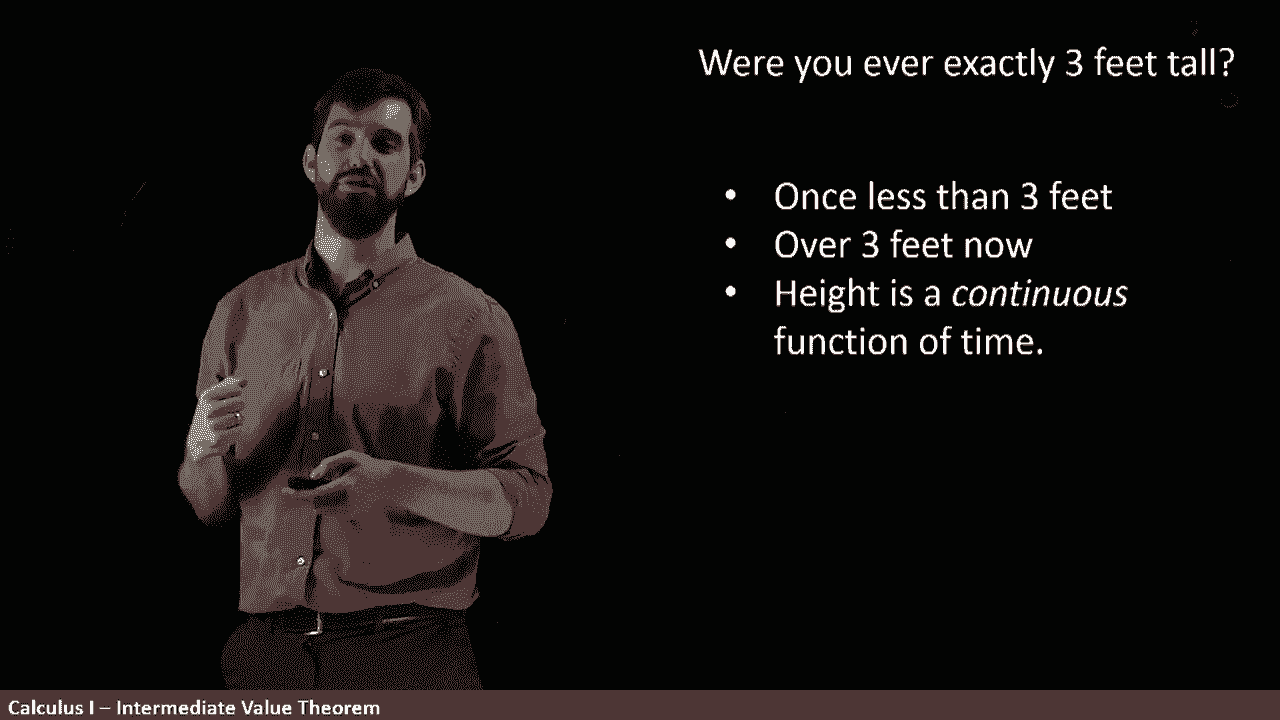 Were you ever exactly 3 feet tall?
• Once less than 3 feet
• Over 3 feet now
• Height is a continuous
function of time.
Calculus I – Intermediate Value Theorem